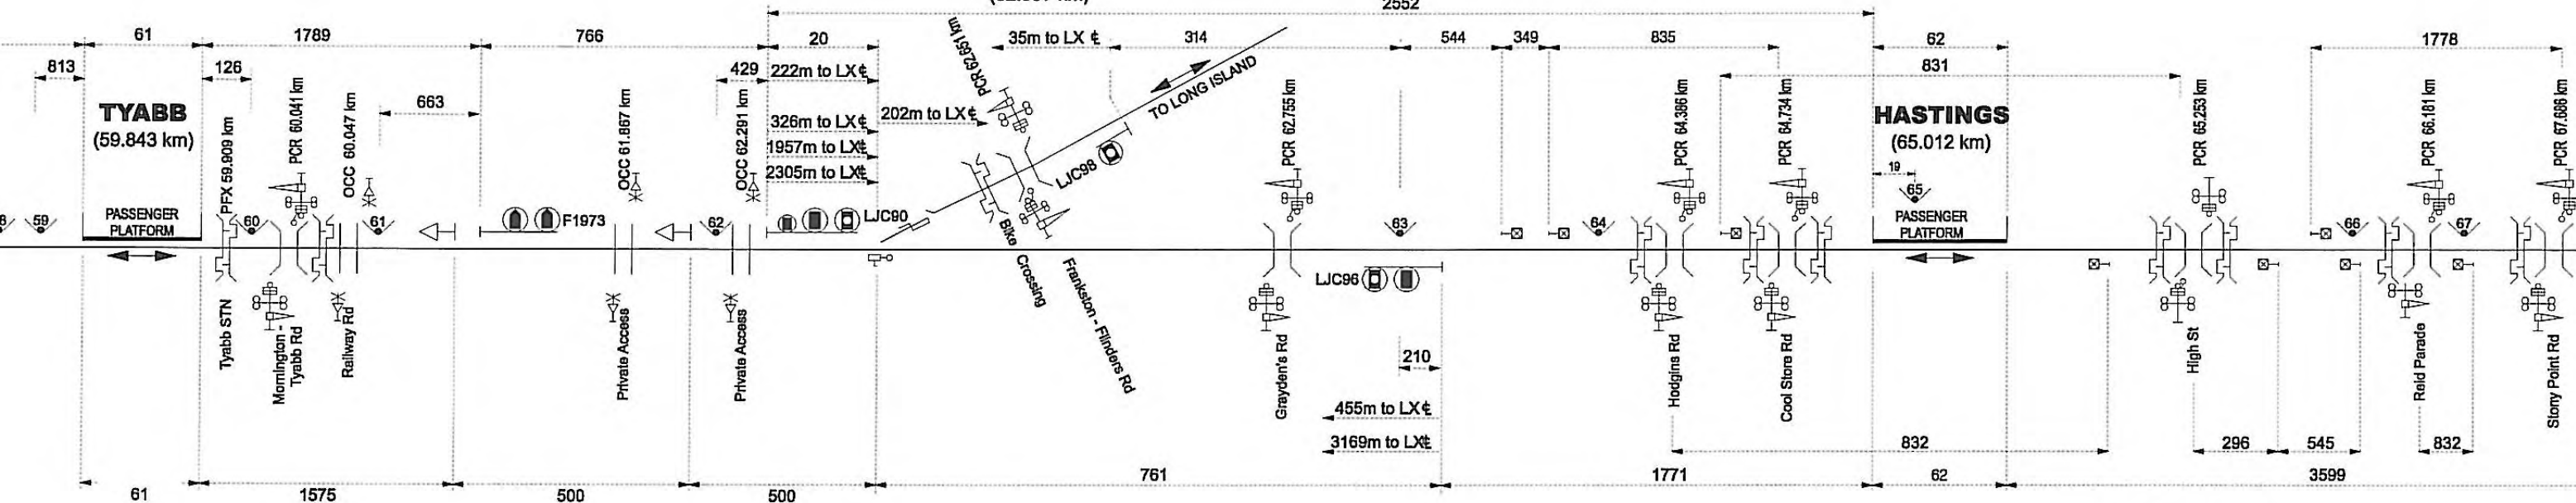 2552
61
1789
766
20
35m to LX ℄
314
544
349
835
62
1778
813
126
663
429
222m to LX℄
831
TYABB
(59.843 km)
326m to LX℄
202m to LX℄
1957m to LX℄
2305m to LX℄
HASTINGS
(65.012 km)
19
PFX 59.909 km
PCR 60.041 km
OCC 60.047 km
OCC 61.867 km
OCC 62.291 km
PCR 62.651 km
TO LONG ISLAND
PCR 62.755 km
PCR 64.386 km
PCR 64.734 km
PCR 65.253 km
PCR 66.181 km
PCR 67.686 km
59
PASSENGER
PLATFORM
60
61
F1973
62
LJC90
LJC98
63
64
65
PASSENGER
PLATFORM
66
67
LJC96
Tyabb STN
Mornington -
Tyabb Rd
Railway Rd
Private Access
Private Access
Bike
Crossing
Frankston - Flinders Rd
Grayden's Rd
Hodgins Rd
Cool Store Rd
High St
Reid Parade
Stony Point Rd
210
455m to LX℄
3169m to LX℄
832
296
545
832
61
1575
500
500
761
1771
62
3599